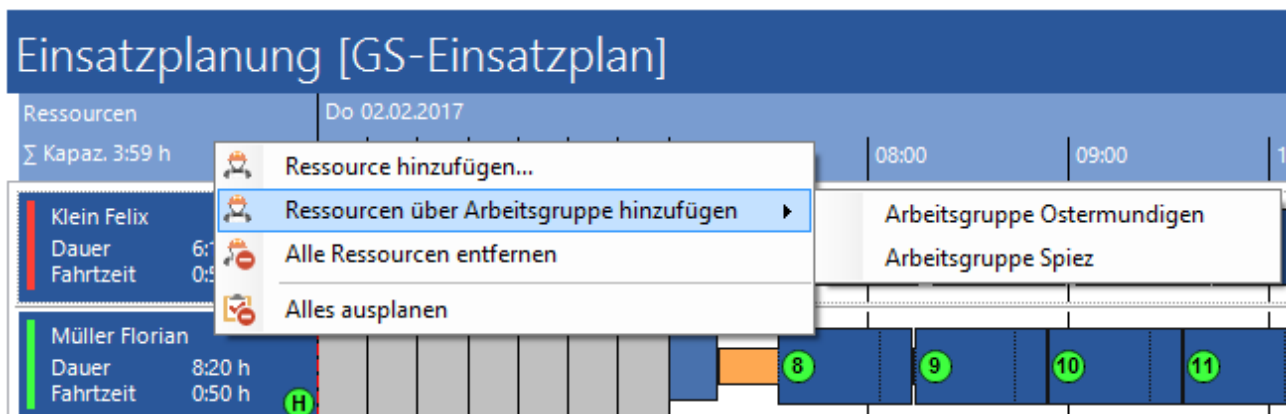 Einsatzplanung [GS-Einsatzplan]
Ressourcen
Do 02.02.2017
∑ Kapaz. 3:59 h
08:00
09:00
Ressource hinzufügen...
Ressourcen über Arbeitsgruppe hinzufügen
Alle Ressourcen entfernen
Alles ausplanen
Arbeitsgruppe Ostermundigen
Arbeitsgruppe Spiez
Klein Felix
Dauer
Fahrtzeit
Müller Florian
Dauer 8:20 h
Fahrtzeit 0:50 h
H
8
9
10
11